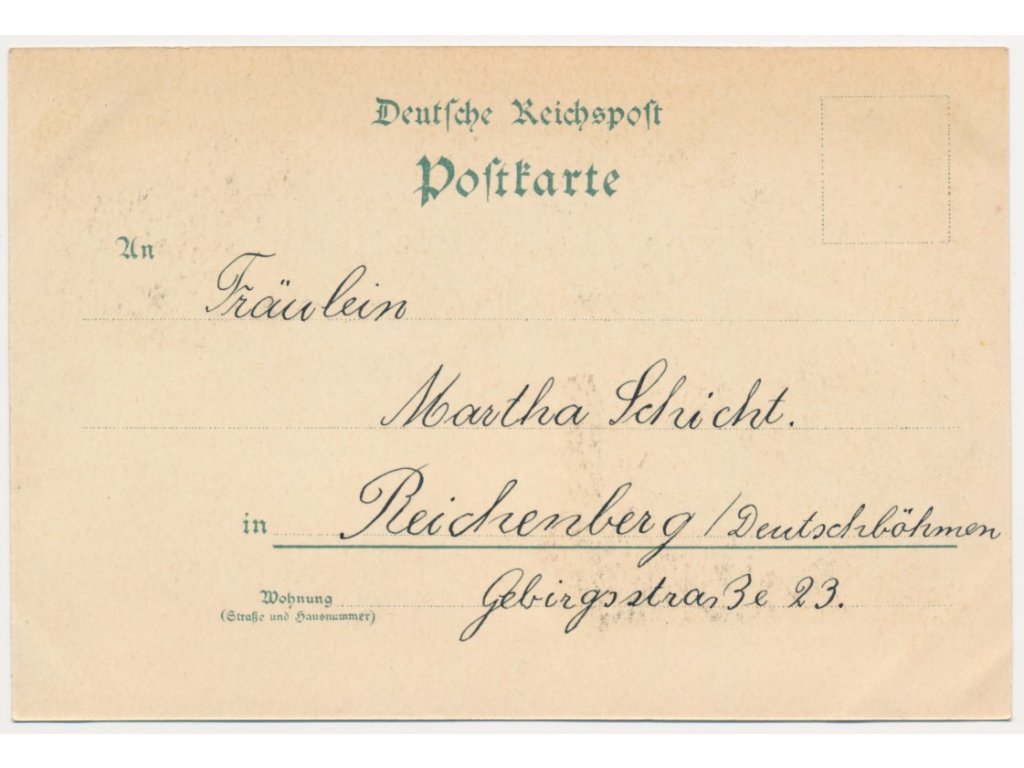 Deutsche Reichspost
Postkarte
An
Fräulein
Martha Schicht.
in Reichenberg / Deutschböhmen
Wohnung Gebirgsstraße 23.
(Straße und Hausnummer)